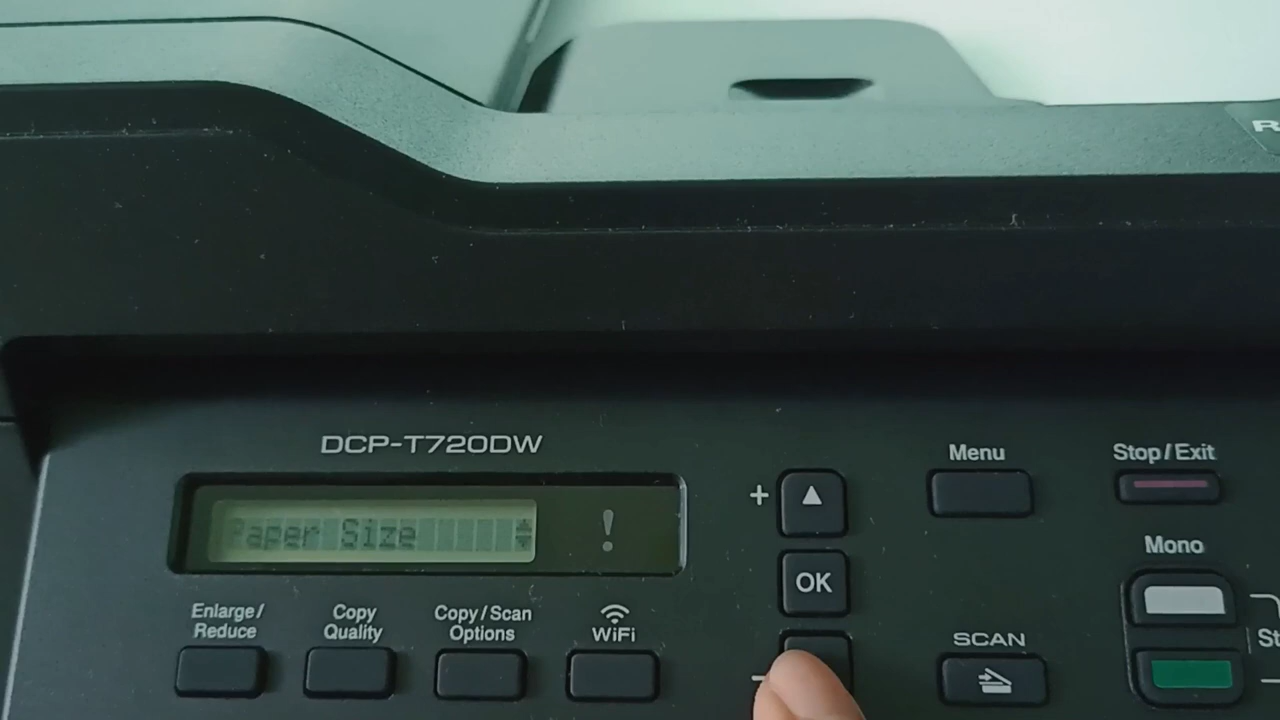 DCP-T720DW
Paper Size
!
Enlarge/
Reduce
Copy
Quality
Copy/Scan
Options
WiFi
+
OK
-
Menu
Stop/Exit
Mono
SCAN